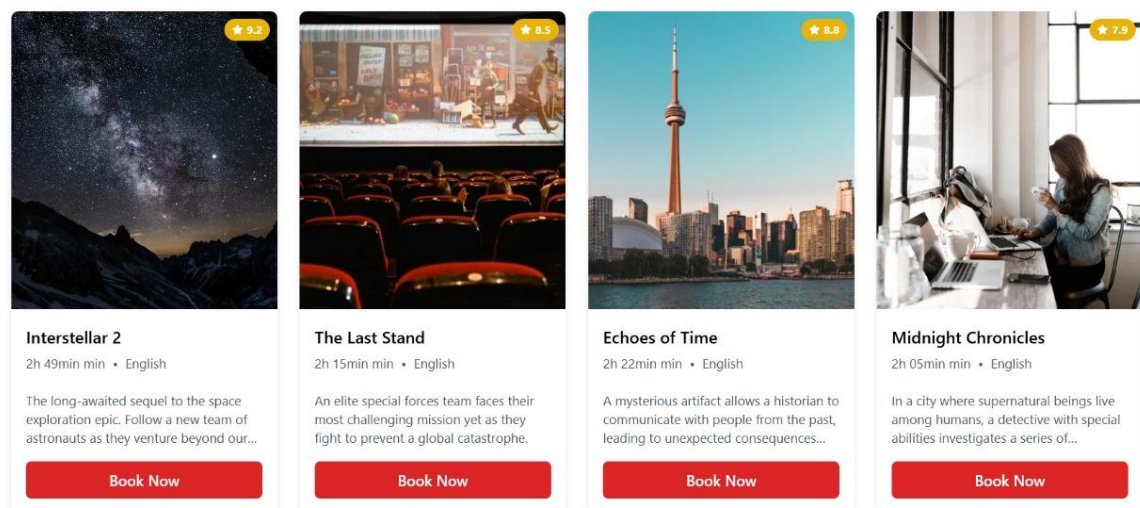 9.2
8.5
8.8
7.9
Interstellar 2
2h 49min min • English
The long-awaited sequel to the space
exploration epic. Follow a new team of
astronauts as they venture beyond our...
Book Now
The Last Stand
2h 15min min • English
An elite special forces team faces their
most challenging mission yet as they
fight to prevent a global catastrophe.
Book Now
Echoes of Time
2h 22min min • English
A mysterious artifact allows a historian to
communicate with people from the past,
leading to unexpected consequences...
Book Now
Midnight Chronicles
2h 05min min • English
In a city where supernatural beings live
among humans, a detective with special
abilities investigates a series of...
Book Now